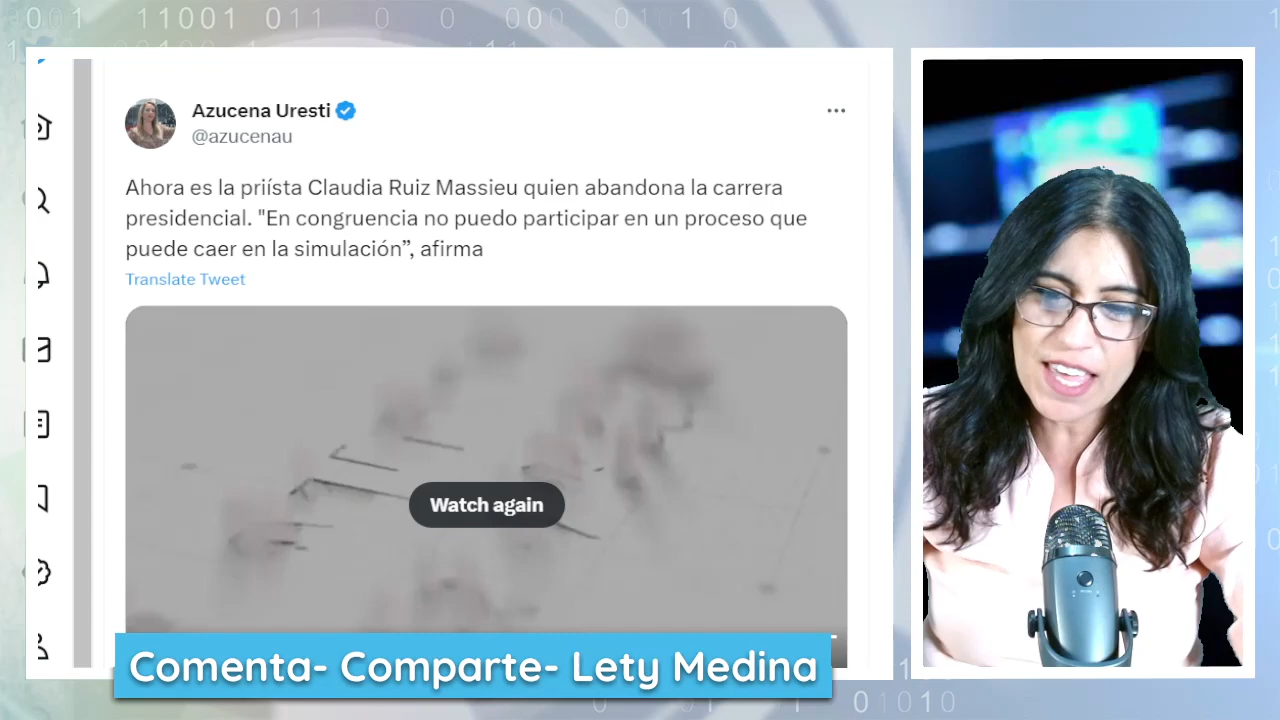 Azucena Uresti
@azucenau
Ahora es la priísta Claudia Ruiz Massieu quien abandona la carrera
presidencial. "En congruencia no puedo participar en un proceso que
puede caer en la simulación”, afirma
Translate Tweet
Watch again
Comenta- Comparte- Lety Medina